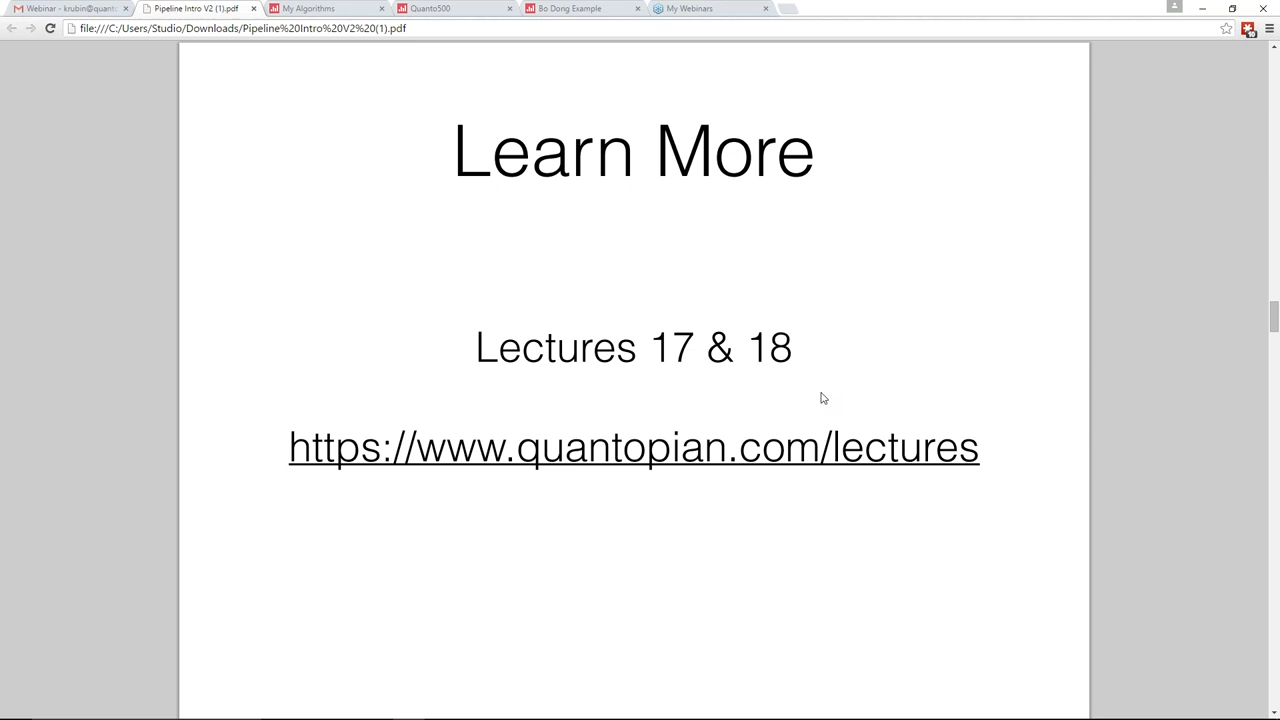 Webinar - krubin@quanto
Pipeline Intro V2 (1).pdf
My Algorithms
Quanto500
Bo Dong Example
My Webinars
file:///C:/Users/Studio/Downloads/Pipeline%20Intro%20V2%20(1).pdf
Learn More
Lectures 17 & 18
https://www.quantopian.com/lectures